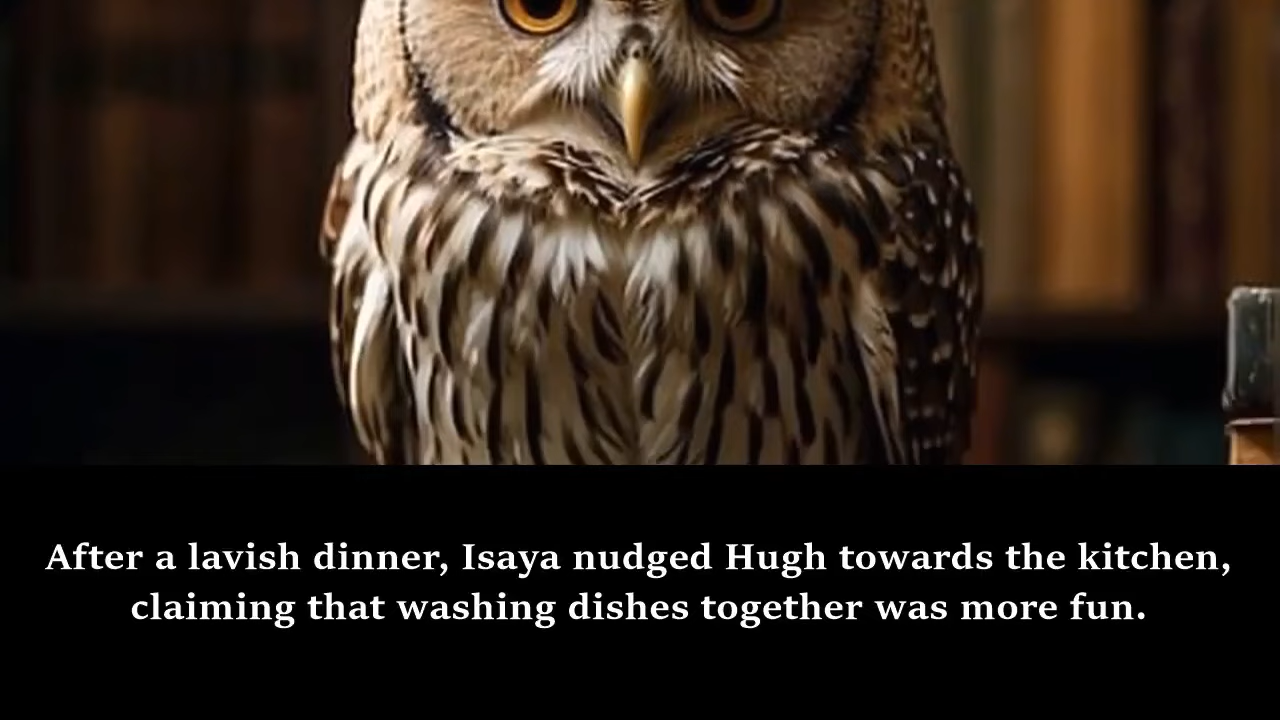 After a lavish dinner, Isaya nudged Hugh towards the kitchen,
claiming that washing dishes together was more fun.